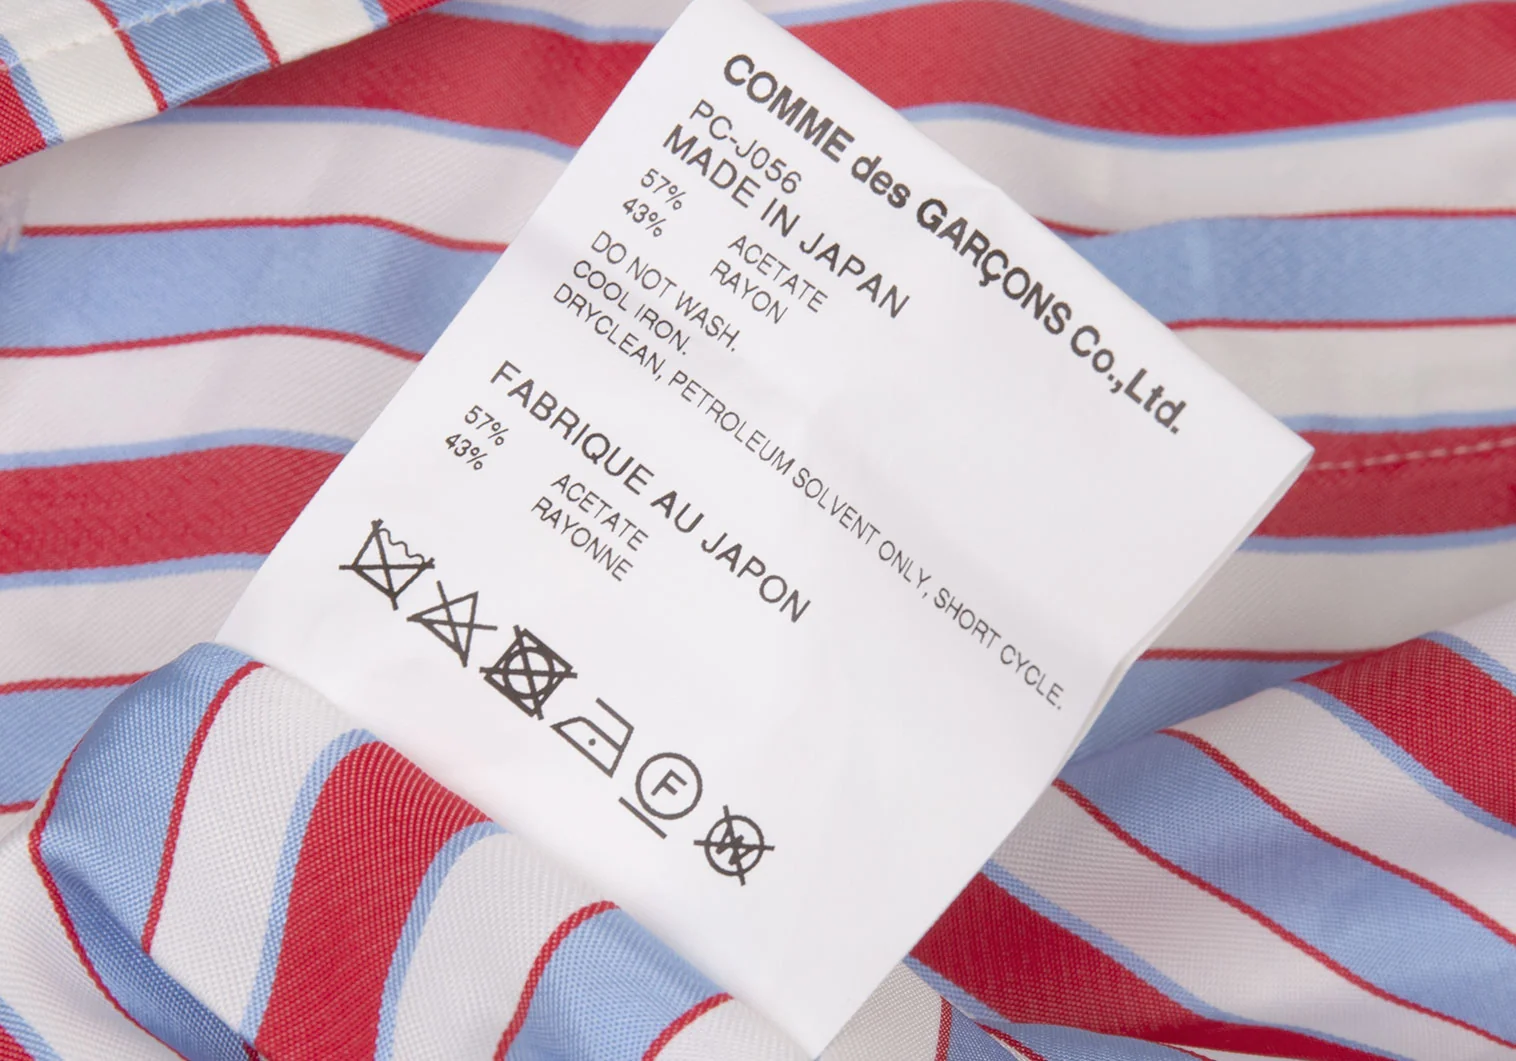 COMME des GARÇONS Co.,Ltd.
PC-J056
MADE IN JAPAN
57% ACETATE
43% RAYON
DO NOT WASH.
COOL IRON.
DRYCLEAN, PETROLEUM SOLVENT ONLY, SHORT CYCLE.
FABRIQUE AU JAPON
57% ACETATE
43% RAYONNE
F
W